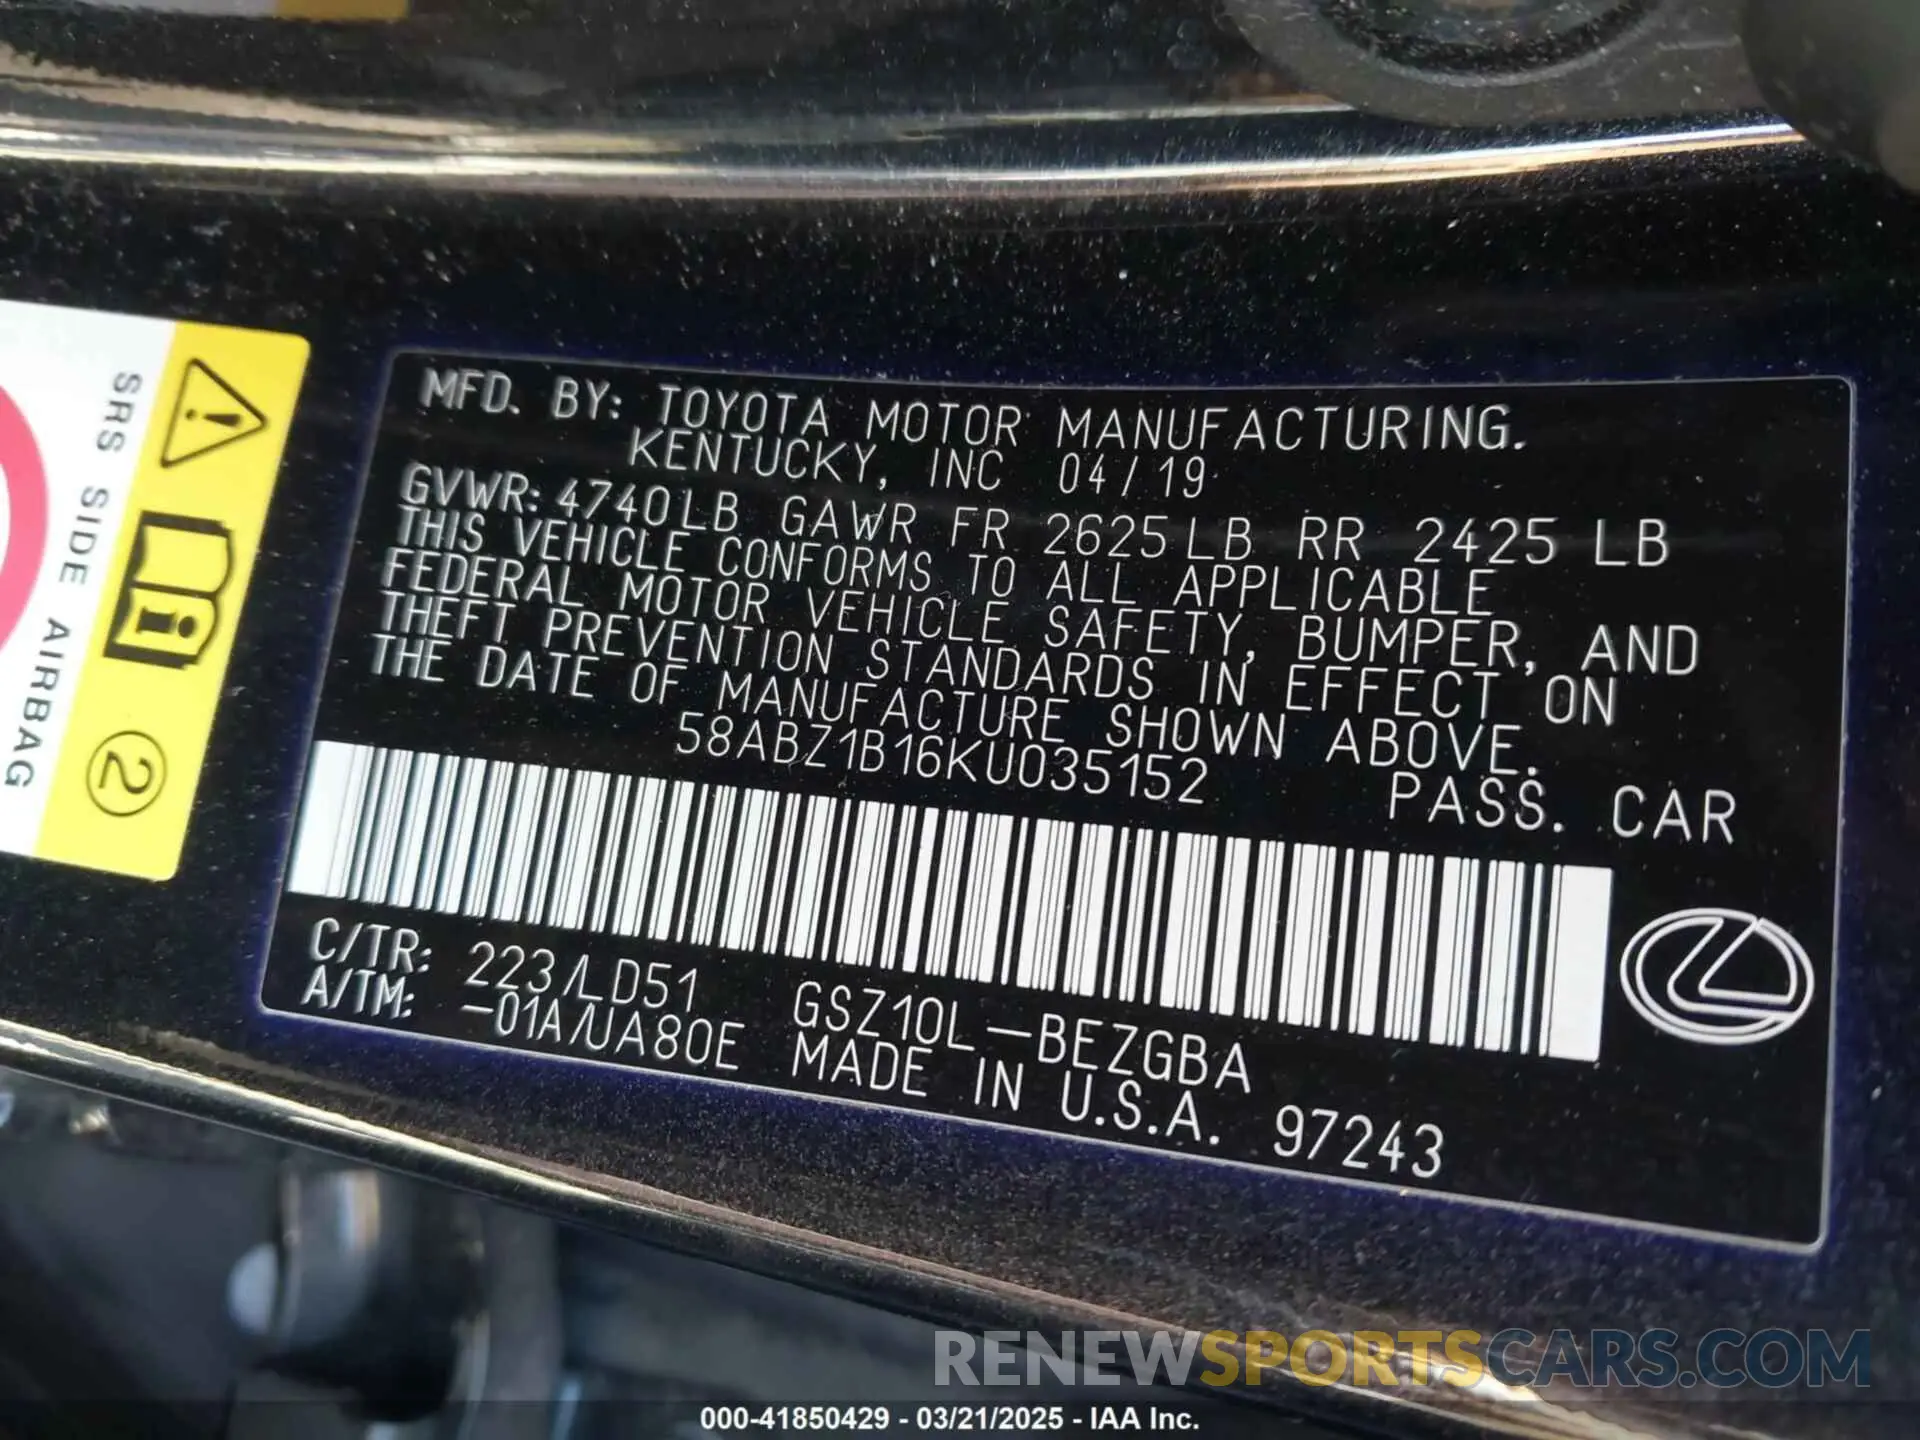 MFD. BY: TOYOTA MOTOR MANUFACTURING.
KENTUCKY, INC 04/19
GVWR: 4740LB GAWR FR 2625LB RR 2425 LB
THIS VEHICLE CONFORMS TO ALL APPLICABLE
FEDERAL MOTOR VEHICLE SAFETY, BUMPER, AND
THEFT PREVENTION STANDARDS IN EFFECT ON
THE DATE OF MANUFACTURE SHOWN ABOVE.
58ABZ1B16KU035152 PASS. CAR
C/TR: 223/LD51 GSZ10L-BEZGBA
A/TM: -01A/UA80E MADE IN U.S.A. 97243
SRS SIDE AIRBAG
2
RENEWSPORTSCARS.COM
000-41850429 - 03/21/2025 - IAA Inc.